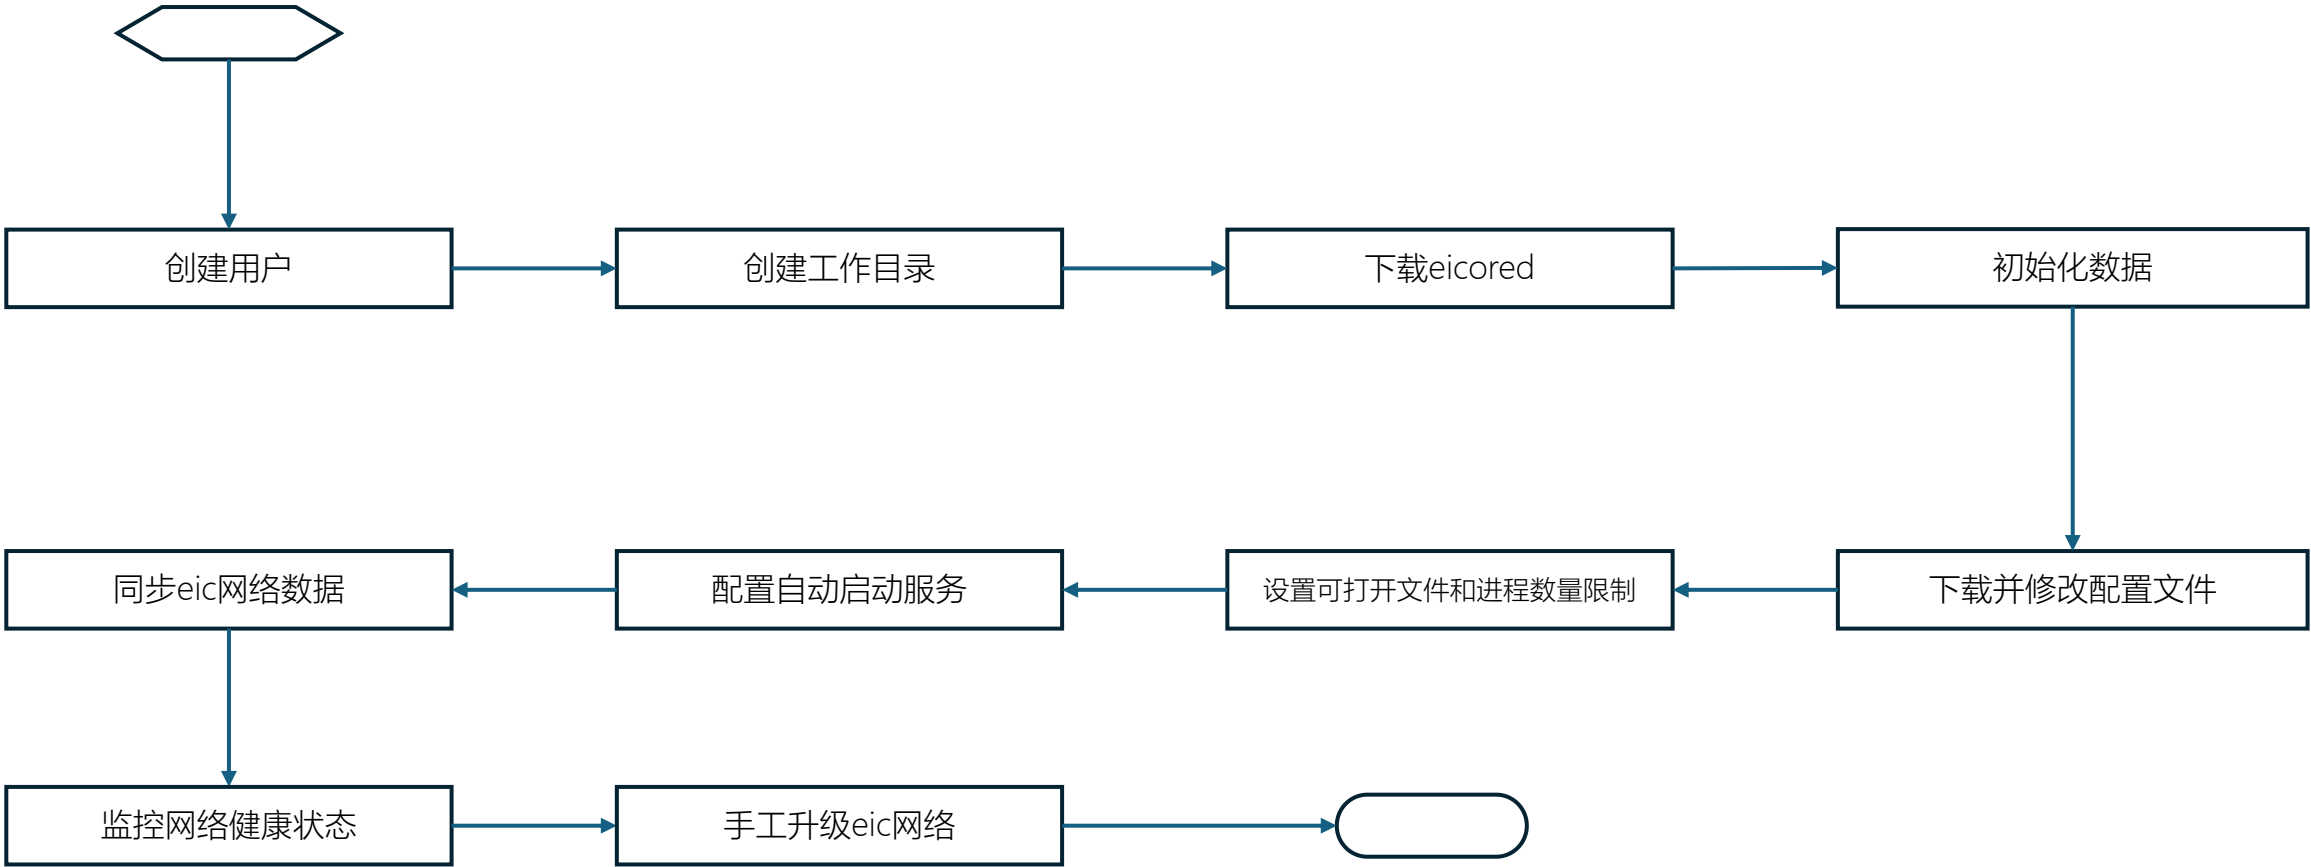 创建用户
创建工作目录
下载eicored
初始化数据
下载并修改配置文件
设置可打开文件和进程数量限制
配置自动启动服务
同步eic网络数据
监控网络健康状态
手工升级eic网络